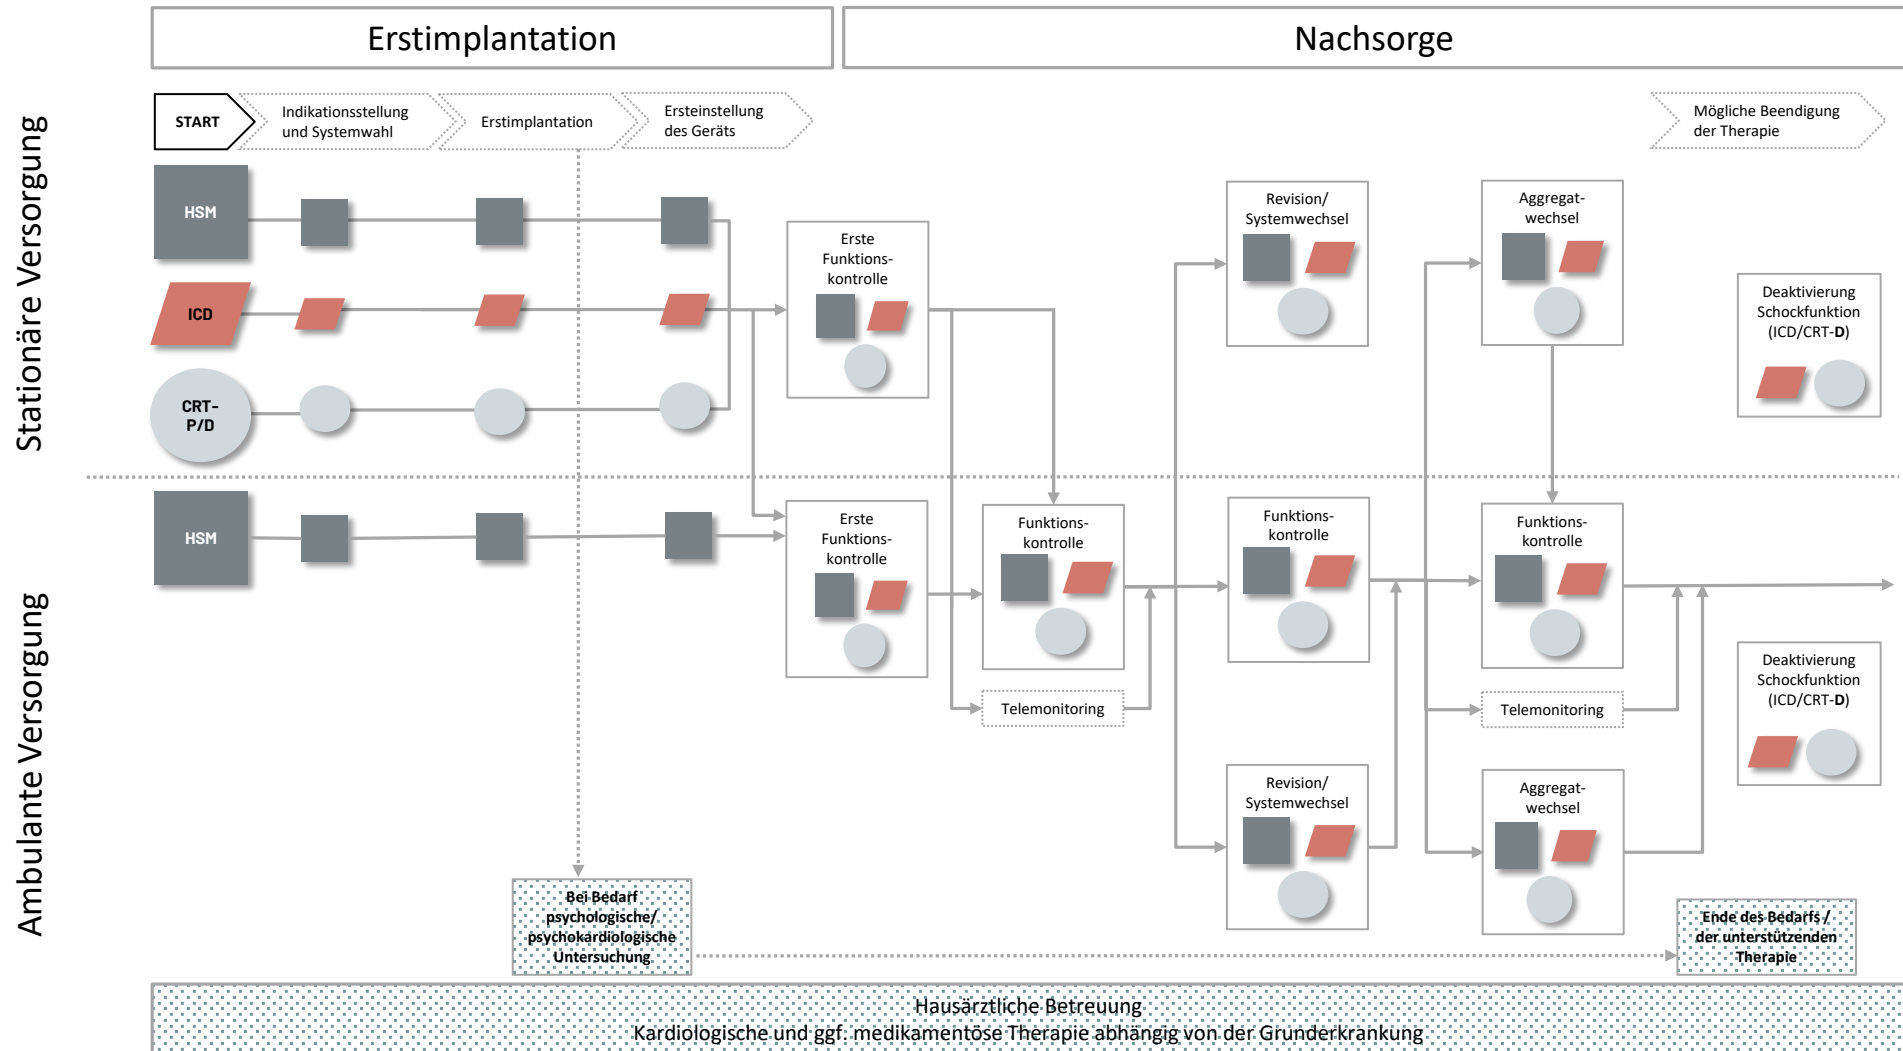 Erstimplantation
Nachsorge
Stationäre Versorgung
START
Indikationsstellung
und Systemwahl
Erstimplantation
Ersteinstellung
des Geräts
Mögliche Beendigung
der Therapie
HSM
ICD
CRT-
P/D
Erste
Funktions-
kontrolle
Revision/
Systemwechsel
Aggregat-
wechsel
Deaktivierung
Schockfunktion
(ICD/CRT-D)
Ambulante Versorgung
HSM
Erste
Funktions-
kontrolle
Funktions-
kontrolle
Telemonitoring
Funktions-
kontrolle
Revision/
Systemwechsel
Funktions-
kontrolle
Telemonitoring
Aggregat-
wechsel
Deaktivierung
Schockfunktion
(ICD/CRT-D)
Bei Bedarf
psychologische/
psychokardiologische
Untersuchung
Ende des Bedarfs /
der unterstützenden
Therapie
Hausärztliche Betreuung
Kardiologische und ggf. medikamentöse Therapie abhängig von der Grunderkrankung